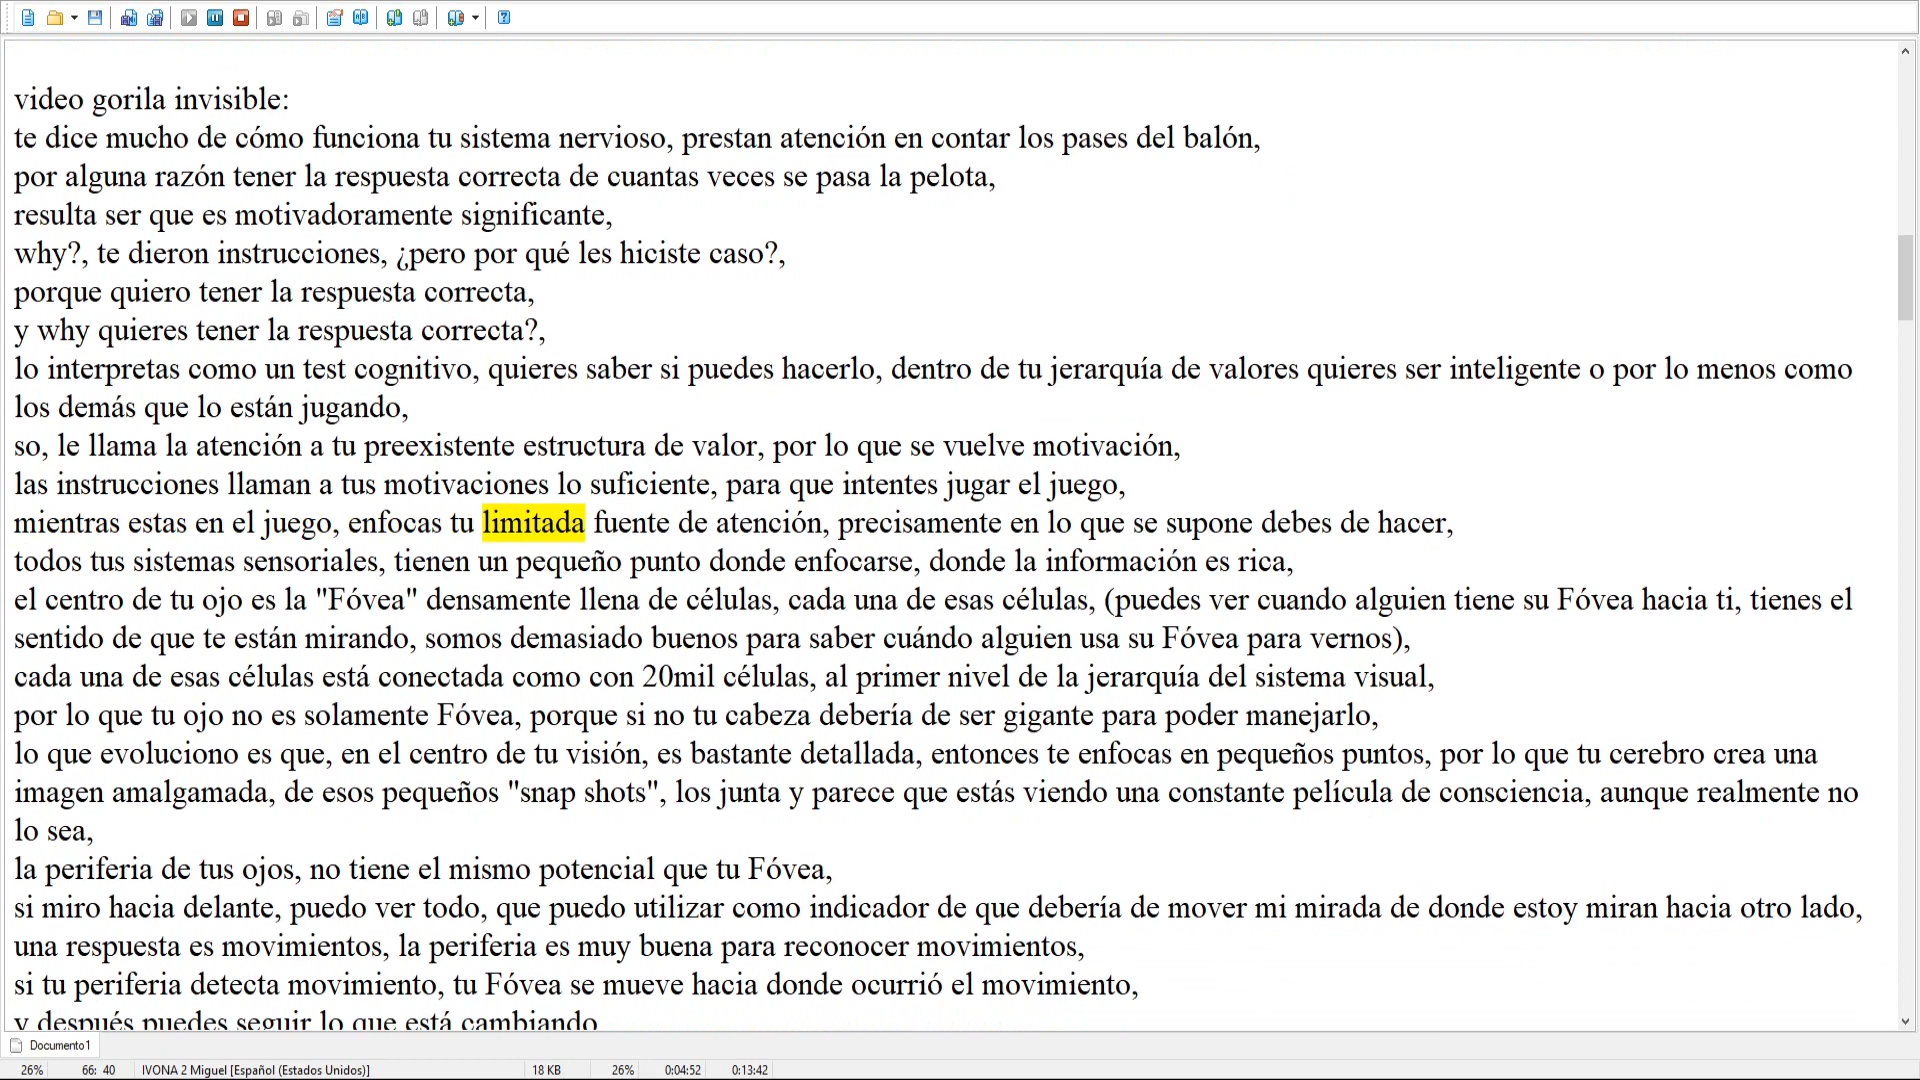 video gorila invisible:
te dice mucho de cómo funciona tu sistema nervioso, prestan atención en contar los pases del balón,
por alguna razón tener la respuesta correcta de cuantas veces se pasa la pelota,
resulta ser que es motivadoramente significante,
why?, te dieron instrucciones, ¿pero por qué les hiciste caso?,
porque quiero tener la respuesta correcta,
y why quieres tener la respuesta correcta?,
lo interpretas como un test cognitivo, quieres saber si puedes hacerlo, dentro de tu jerarquía de valores quieres ser inteligente o por lo menos como
los demás que lo están jugando,
so, le llama la atención a tu preexistente estructura de valor, por lo que se vuelve motivación,
las instrucciones llaman a tus motivaciones lo suficiente, para que intentes jugar el juego,
mientras estas en el juego, enfocas tu limitada fuente de atención, precisamente en lo que se supone debes de hacer,
todos tus sistemas sensoriales, tienen un pequeño punto donde enfocarse, donde la información es rica,
el centro de tu ojo es la "Fóvea" densamente llena de células, cada una de esas células, (puedes ver cuando alguien tiene su Fóvea hacia ti, tienes el
sentido de que te están mirando, somos demasiado buenos para saber cuándo alguien usa su Fóvea para vernos),
cada una de esas células está conectada como con 20mil células, al primer nivel de la jerarquía del sistema visual,
por lo que tu ojo no es solamente Fóvea, porque si no tu cabeza debería de ser gigante para poder manejarlo,
lo que evoluciono es que, en el centro de tu visión, es bastante detallada, entonces te enfocas en pequeños puntos, por lo que tu cerebro crea una
imagen amalgamada, de esos pequeños "snap shots", los junta y parece que estás viendo una constante película de consciencia, aunque realmente no
lo sea,
la periferia de tus ojos, no tiene el mismo potencial que tu Fóvea,
si miro hacia delante, puedo ver todo, que puedo utilizar como indicador de que debería de mover mi mirada de donde estoy miran hacia otro lado,
una respuesta es movimientos, la periferia es muy buena para reconocer movimientos,
si tu periferia detecta movimiento, tu Fóvea se mueve hacia donde ocurrió el movimiento,
y después puedes seguir lo que está cambiando
Documento1
26% 66: 40 IVONA 2 Miguel [Español (Estados Unidos)] 18 KB 26% 0:04:52 0:13:42